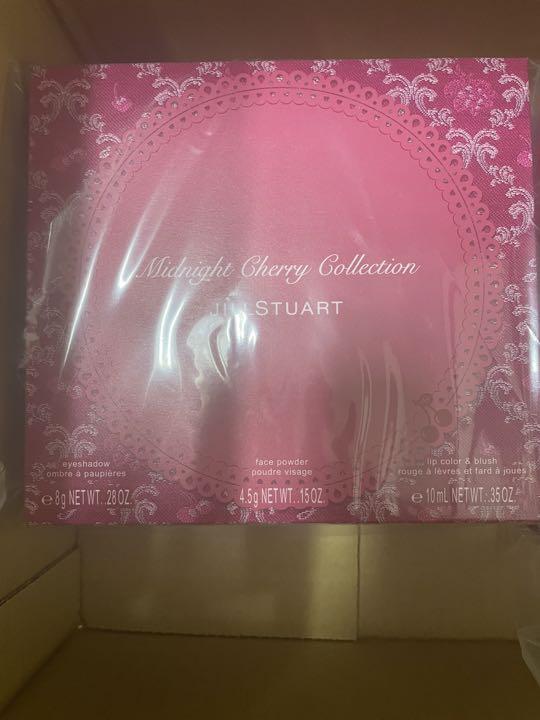 Midnight Cherry Collection
JILLSTUART
eyeshadow
ombre à paupières
℮ 8g NET WT. .28 OZ.
face powder
poudre visage
4.5g NET WT. .15 OZ.
lip color & blush
rouge à lèvres et fard à joues
℮ 10mL NET WT. .35 OZ.